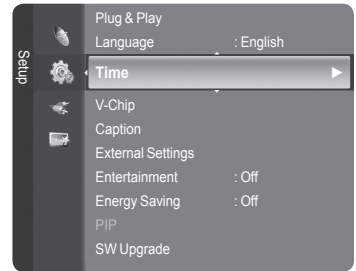 Setup
Plug & Play
Language : English
Time
V-Chip
Caption
External Settings
Entertainment : Off
Energy Saving : Off
PIP
SW Upgrade